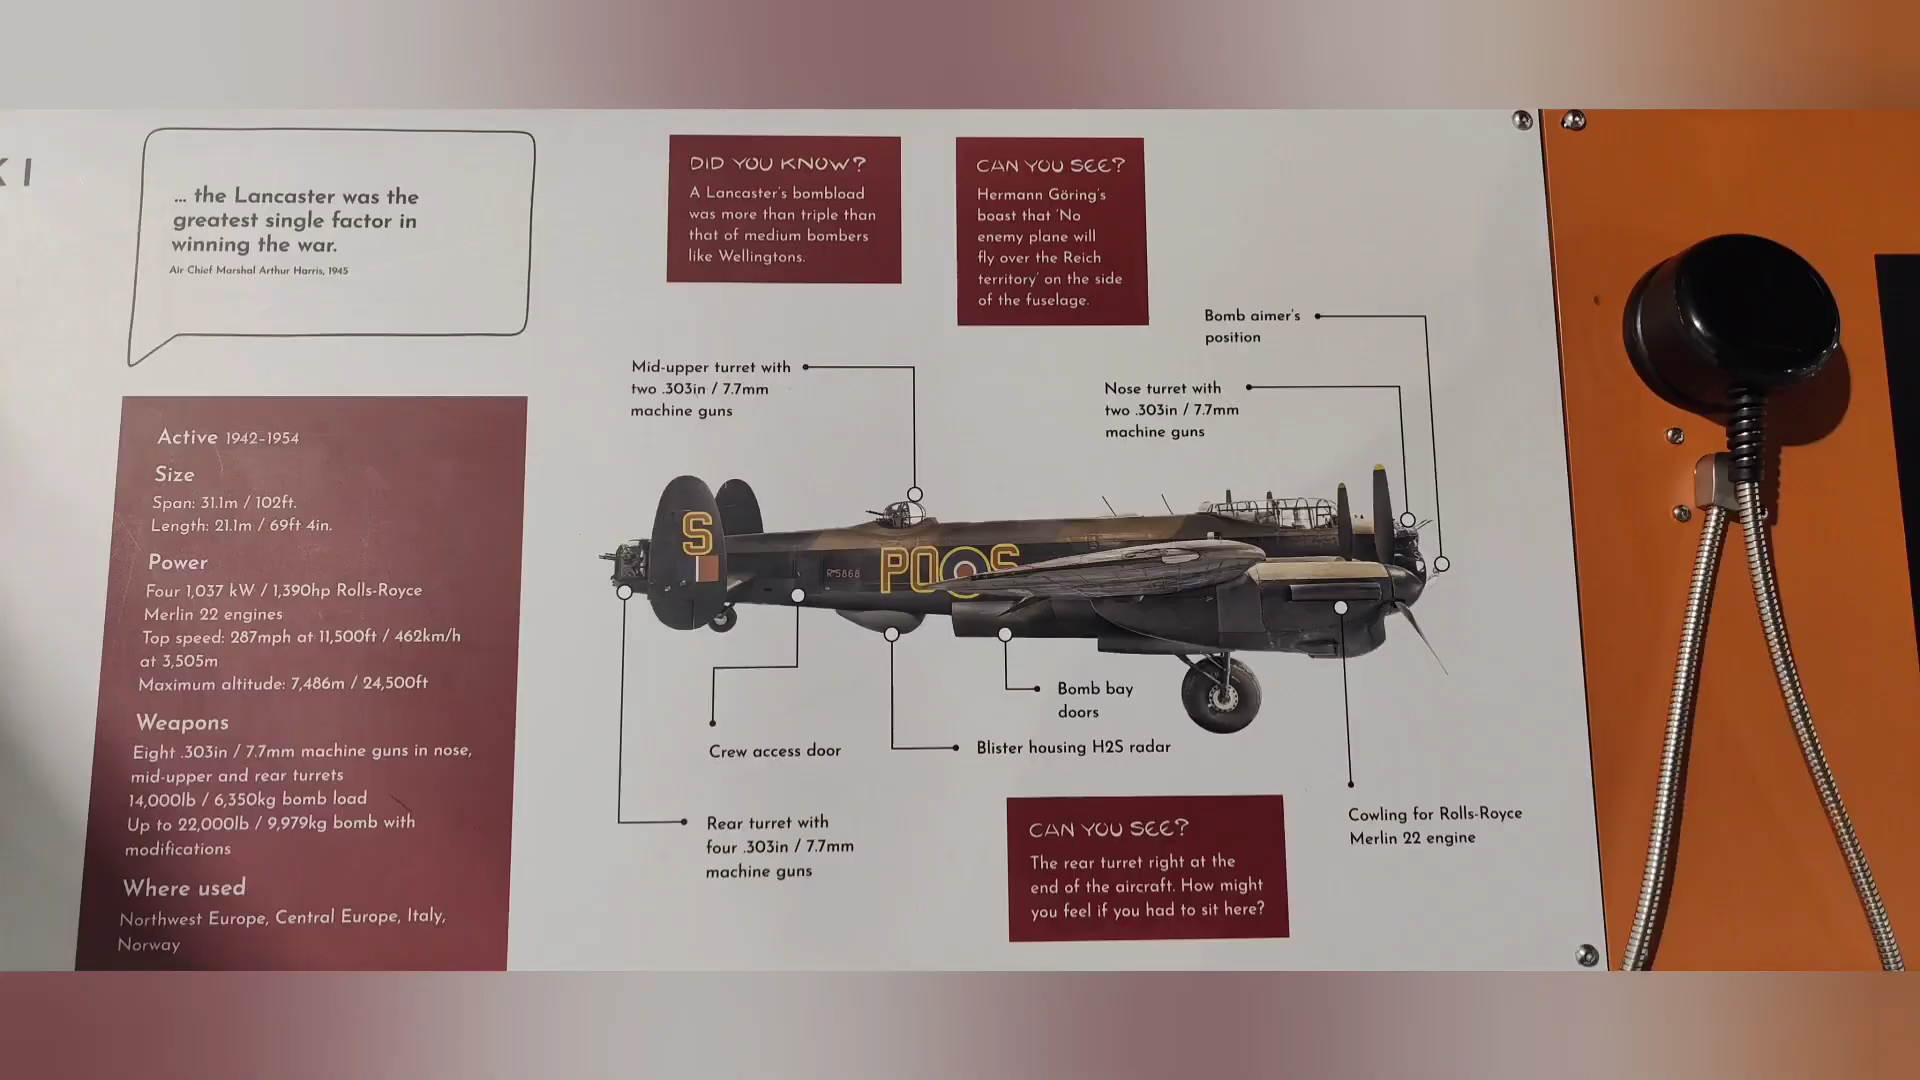 K I
... the Lancaster was the
greatest single factor in
winning the war.
Air Chief Marshal Arthur Harris, 1945
Active 1942–1954
Size
Span: 31.1m / 102ft.
Length: 21.1m / 69ft 4in.
Power
Four 1,037 kW / 1,390hp Rolls-Royce
Merlin 22 engines
Top speed: 287mph at 11,500ft / 462km/h
at 3,505m
Maximum altitude: 7,486m / 24,500ft
Weapons
Eight .303in / 7.7mm machine guns in nose,
mid-upper and rear turrets
14,000lb / 6,350kg bomb load
Up to 22,000lb / 9,979kg bomb with
modifications
Where used
Northwest Europe, Central Europe, Italy,
Norway
DID YOU KNOW?
A Lancaster's bombload
was more than triple than
that of medium bombers
like Wellingtons.
CAN YOU SEE?
Hermann Göring's
boast that 'No
enemy plane will
fly over the Reich
territory' on the side
of the fuselage.
Bomb aimer's
position
Mid-upper turret with
two .303in / 7.7mm
machine guns
Nose turret with
two .303in / 7.7mm
machine guns
S
R5868
PO S
Bomb bay
doors
Crew access door
Blister housing H2S radar
Rear turret with
four .303in / 7.7mm
machine guns
Cowling for Rolls-Royce
Merlin 22 engine
CAN YOU SEE?
The rear turret right at the
end of the aircraft. How might
you feel if you had to sit here?